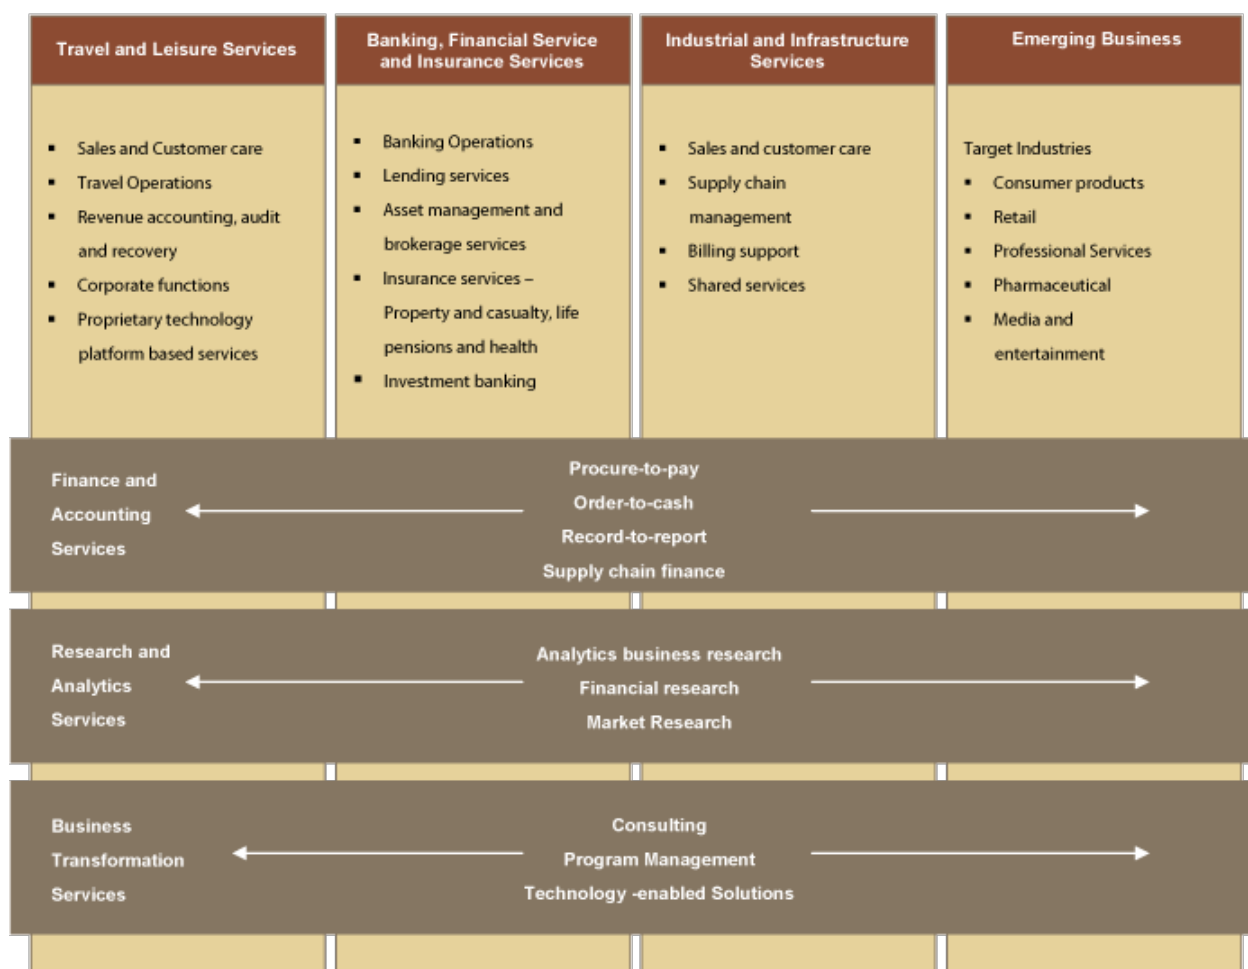 Travel and Leisure Services
Banking, Financial Service
and Insurance Services
Industrial and Infrastructure
Services
Emerging Business
▪ Sales and Customer care
▪ Travel Operations
▪ Revenue accounting, audit
and recovery
▪ Corporate functions
▪ Proprietary technology
platform based services
▪ Banking Operations
▪ Lending services
▪ Asset management and
brokerage services
▪ Insurance services –
Property and casualty, life
pensions and health
▪ Investment banking
▪ Sales and customer care
▪ Supply chain
management
▪ Billing support
▪ Shared services
Target Industries
▪ Consumer products
▪ Retail
▪ Professional Services
▪ Pharmaceutical
▪ Media and
entertainment
Finance and
Accounting
Services
Procure-to-pay
Order-to-cash
Record-to-report
Supply chain finance
Research and
Analytics
Services
Analytics business research
Financial research
Market Research
Business
Transformation
Services
Consulting
Program Management
Technology -enabled Solutions